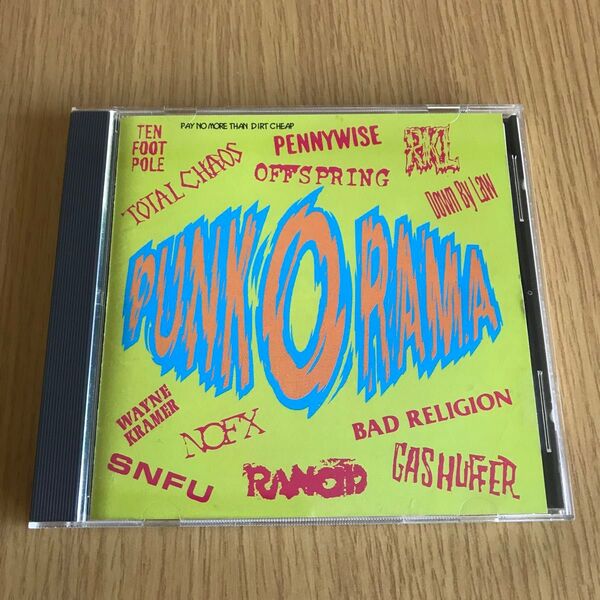 PAY NO MORE THAN DIRT CHEAP
TEN
FOOT
POLE
TOTAL CHAOS
PENNYWISE
OFFSPRING
RKL
Down By Law
PUNK O RAMA
WAYNE
KRAMER
NOFX
BAD RELIGION
SNFU
RANCID
GAS HUFFER